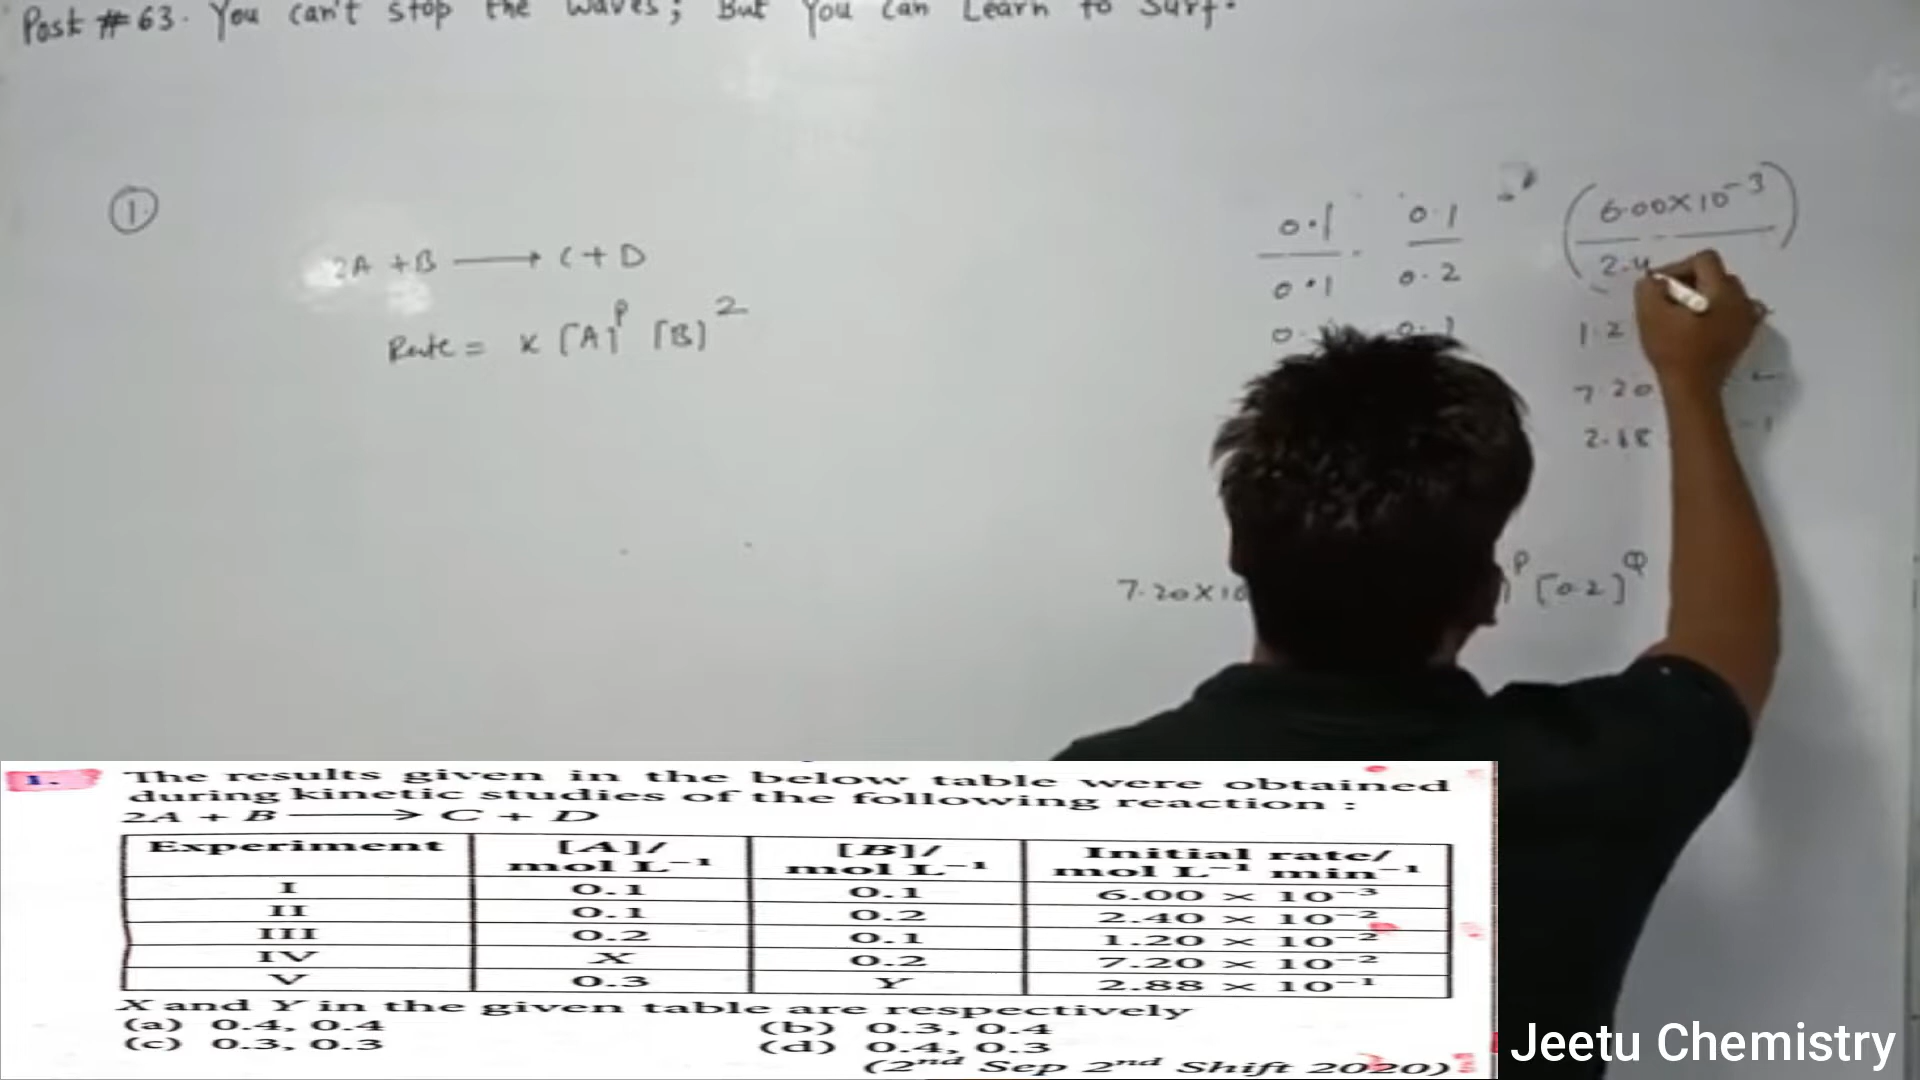 Post #63. You can't stop the waves; But You can Learn to Surf.
1.
2A + B ⟶ C + D
Rate = K [A]^P [B]^2
0.1 0.1 (6.00×10^-3
0.1 0.2 2.4
0. 0.1 1.2
7.20
2.88
7.20×10 P [0.2]^Q
1. The results given in the below table were obtained
during kinetic studies of the following reaction :
2A + B ⟶ C + D
Experiment [A]/ mol L⁻¹ [B]/ mol L⁻¹ Initial rate/ mol L⁻¹ min⁻¹
I 0.1 0.1 6.00 × 10⁻³
II 0.1 0.2 2.40 × 10⁻²
III 0.2 0.1 1.20 × 10⁻²
IV X 0.2 7.20 × 10⁻²
V 0.3 Y 2.88 × 10⁻¹
X and Y in the given table are respectively
(a) 0.4, 0.4 (b) 0.3, 0.4
(c) 0.3, 0.3 (d) 0.4, 0.3
(2nd Sep 2nd Shift 2020)
Jeetu Chemistry